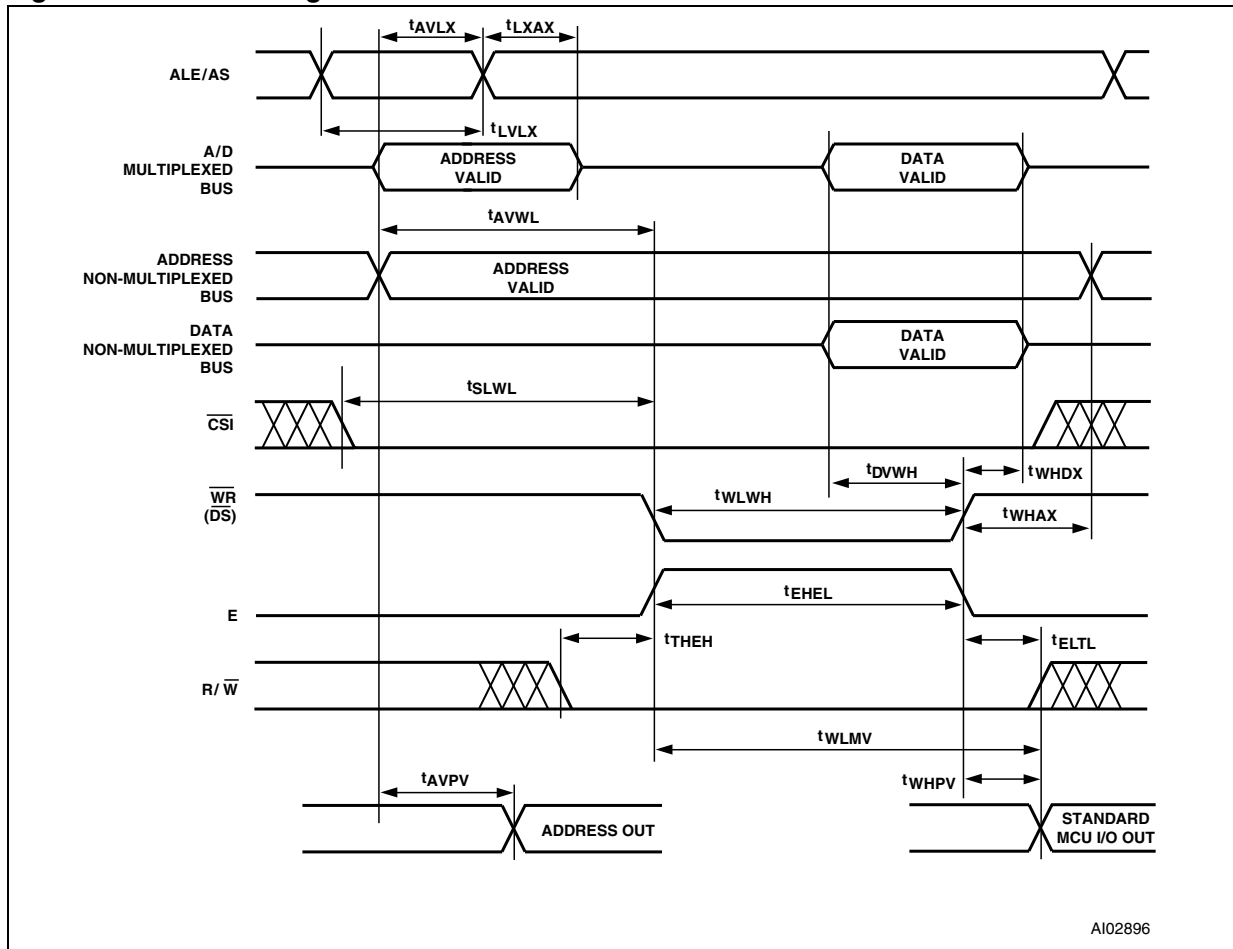 tAVLX
tLXAX
ALE/AS
tLVLX
A/D
MULTIPLEXED
BUS
ADDRESS
VALID
DATA
VALID
tAVWL
ADDRESS
NON-MULTIPLEXED
BUS
ADDRESS
VALID
DATA
NON-MULTIPLEXED
BUS
DATA
VALID
tSLWL
CSI
tDVWH
tWHDX
WR
(DS)
tWLWH
tWHAX
E
tEHEL
tTHEH
tELTL
R/ W
tWLMV
tAVPV
tWHPV
ADDRESS OUT
STANDARD
MCU I/O OUT
AI02896